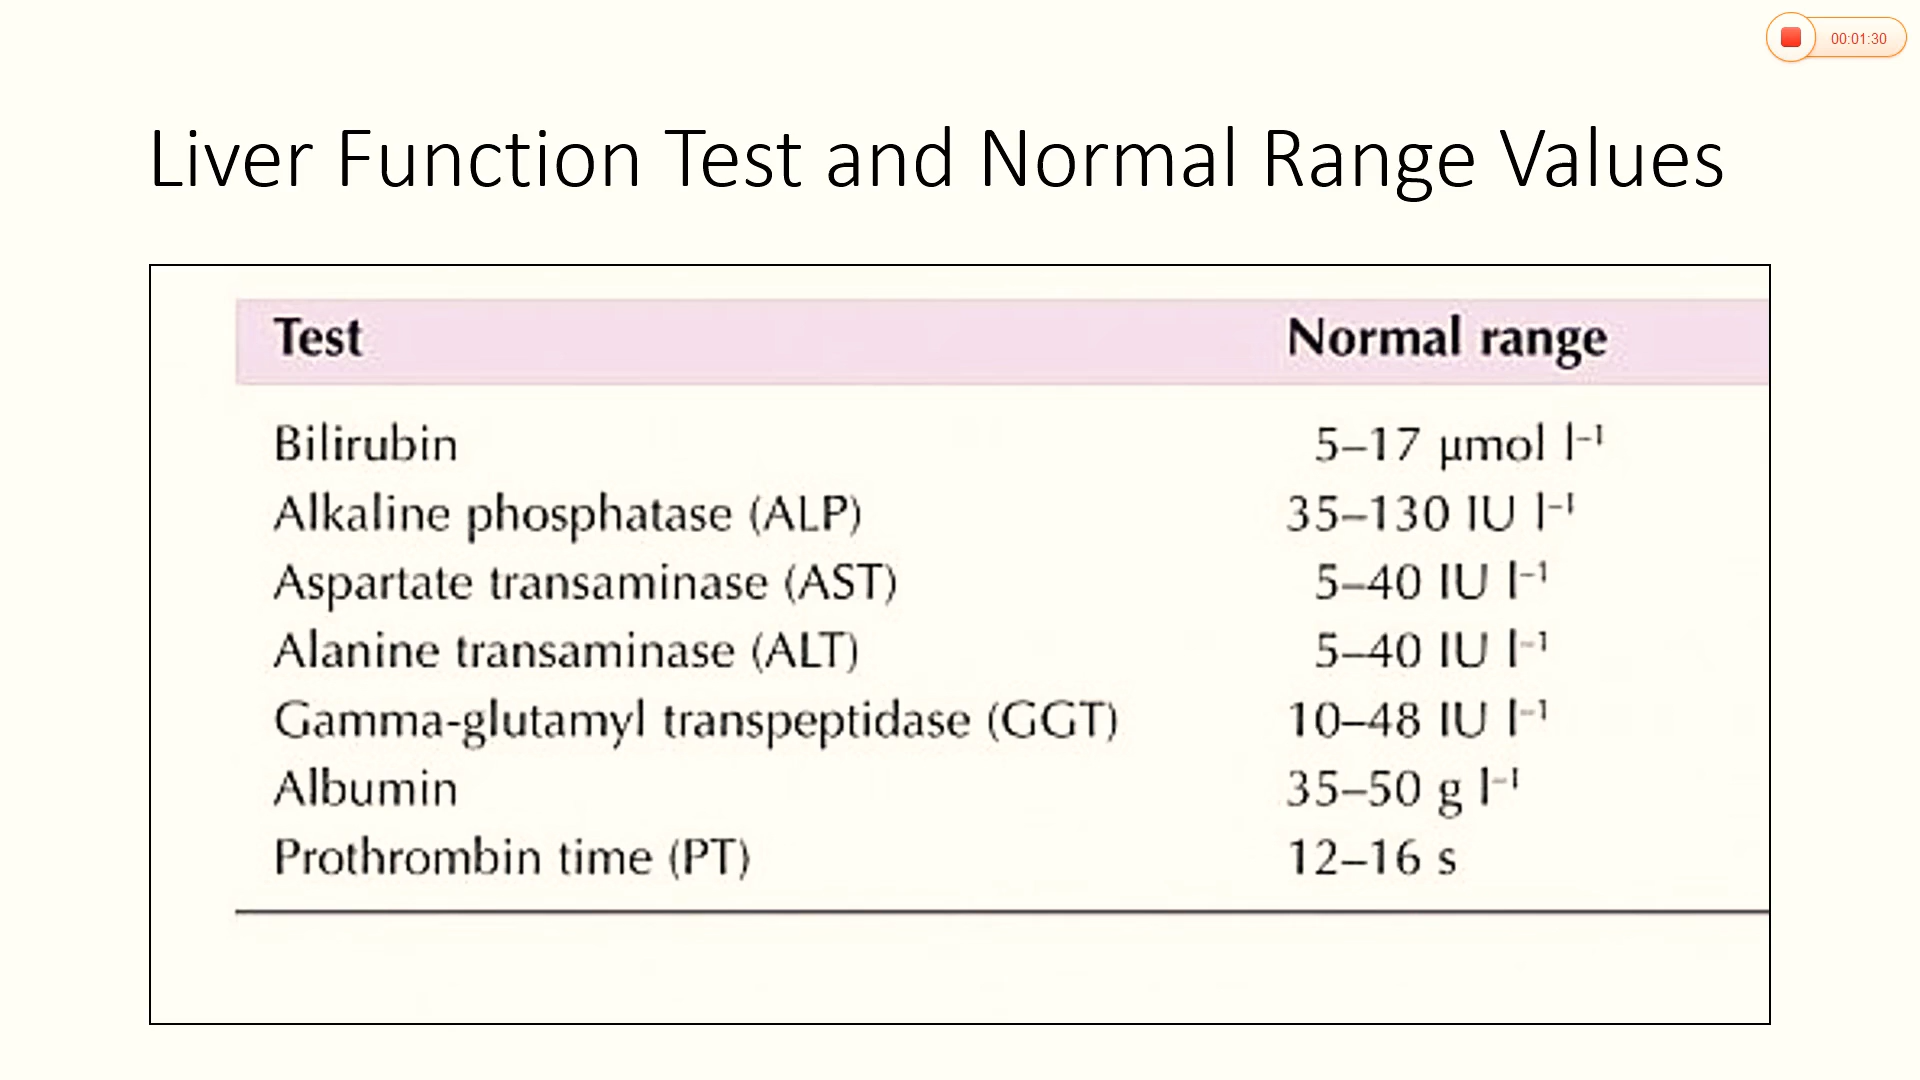 00:01:30
Liver Function Test and Normal Range Values
Test Normal range
Bilirubin 5–17 µmol l⁻¹
Alkaline phosphatase (ALP) 35–130 IU l⁻¹
Aspartate transaminase (AST) 5–40 IU l⁻¹
Alanine transaminase (ALT) 5–40 IU l⁻¹
Gamma-glutamyl transpeptidase (GGT) 10–48 IU l⁻¹
Albumin 35–50 g l⁻¹
Prothrombin time (PT) 12–16 s